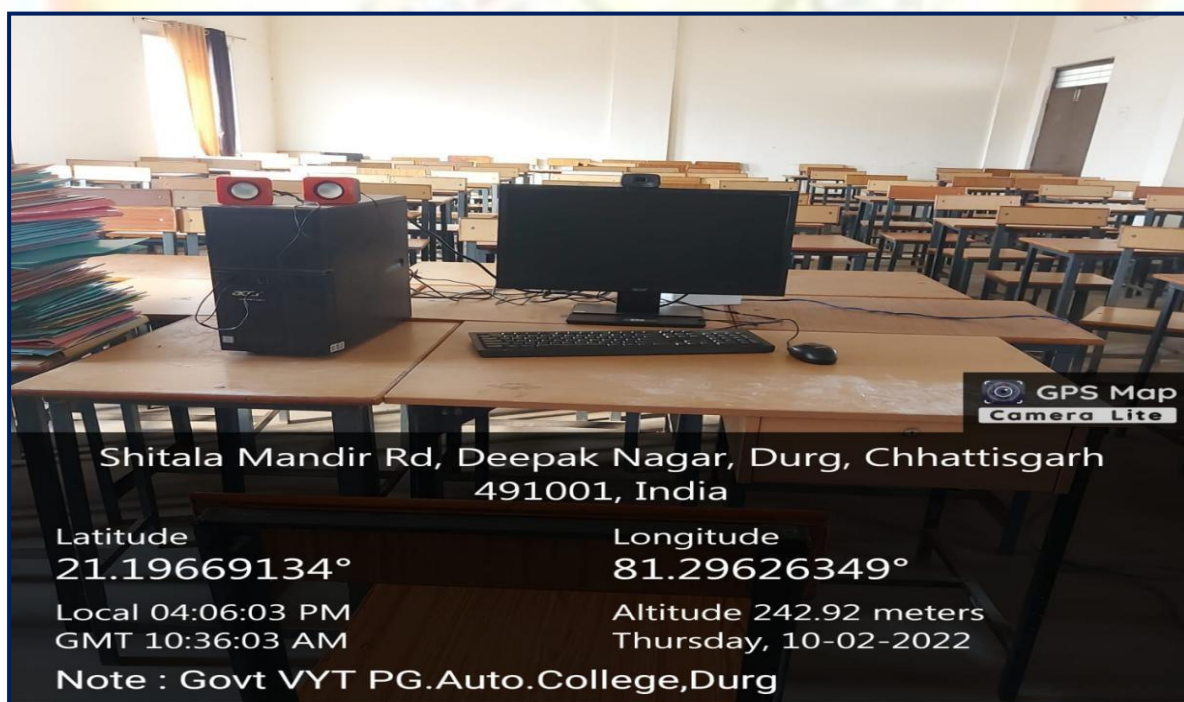 acer
GPS Map
Camera Lite
Shitala Mandir Rd, Deepak Nagar, Durg, Chhattisgarh
491001, India
Latitude
21.19669134°
Longitude
81.29626349°
Local 04:06:03 PM
GMT 10:36:03 AM
Altitude 242.92 meters
Thursday, 10-02-2022
Note : Govt VYT PG.Auto.College,Durg